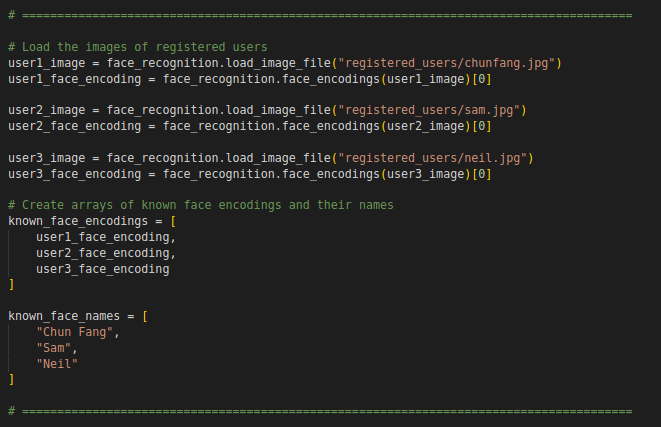 # =======================================================================================
# Load the images of registered users
user1_image = face_recognition.load_image_file("registered_users/chunfang.jpg")
user1_face_encoding = face_recognition.face_encodings(user1_image)[0]
user2_image = face_recognition.load_image_file("registered_users/sam.jpg")
user2_face_encoding = face_recognition.face_encodings(user2_image)[0]
user3_image = face_recognition.load_image_file("registered_users/neil.jpg")
user3_face_encoding = face_recognition.face_encodings(user3_image)[0]
# Create arrays of known face encodings and their names
known_face_encodings = [
    user1_face_encoding,
    user2_face_encoding,
    user3_face_encoding
]
known_face_names = [
    "Chun Fang",
    "Sam",
    "Neil"
]
# =======================================================================================